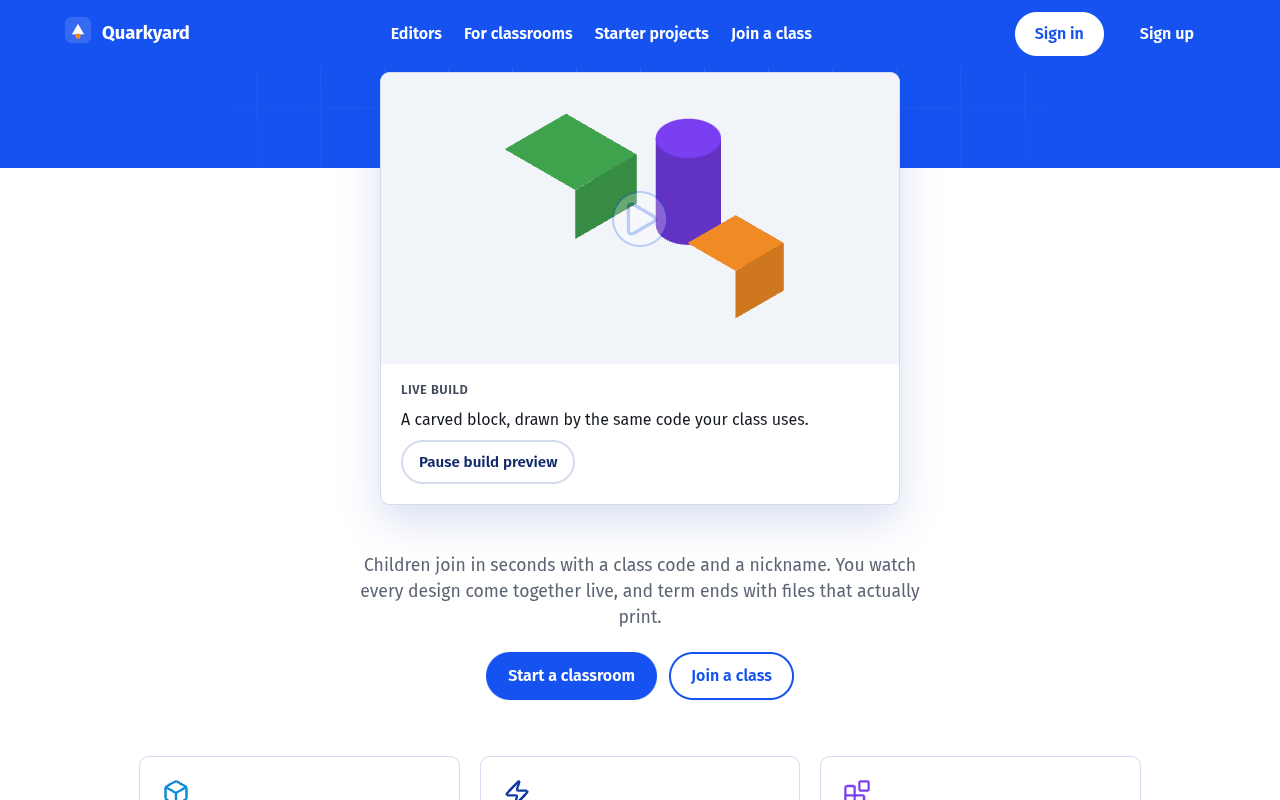 Quarkyard
Editors
For classrooms
Starter projects
Join a class
Sign in
Sign up
LIVE BUILD
A carved block, drawn by the same code your class uses.
Pause build preview
Children join in seconds with a class code and a nickname. You watch
every design come together live, and term ends with files that actually
print.
Start a classroom
Join a class